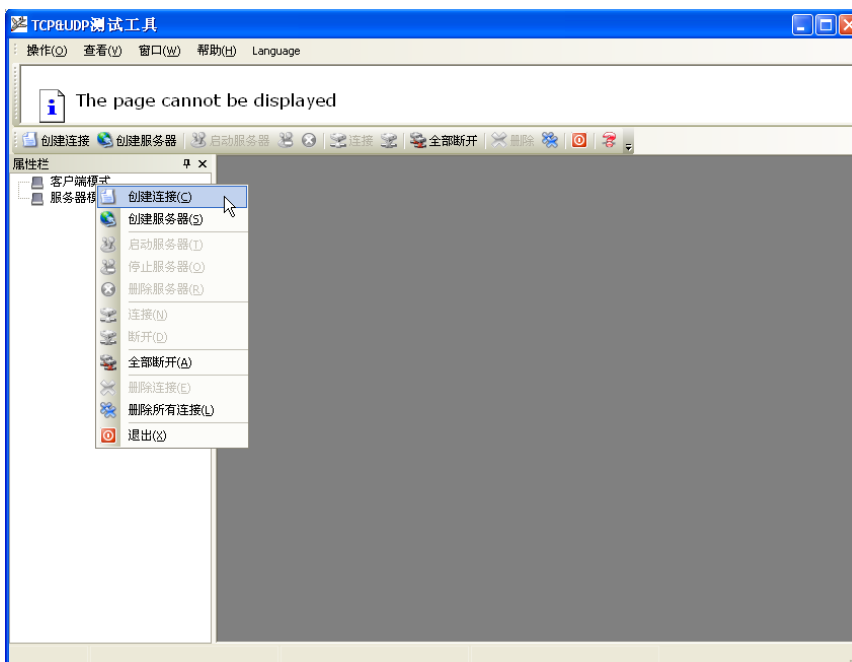 TCP&UDP测试工具
操作(O) 查看(V) 窗口(W) 帮助(H) Language
The page cannot be displayed
创建连接 创建服务器 启动服务器 连接 全部断开 删除
属性栏
客户端模式
服务器模
创建连接(C)
创建服务器(S)
启动服务器(T)
停止服务器(O)
删除服务器(R)
连接(N)
断开(D)
全部断开(A)
删除连接(E)
删除所有连接(L)
退出(X)